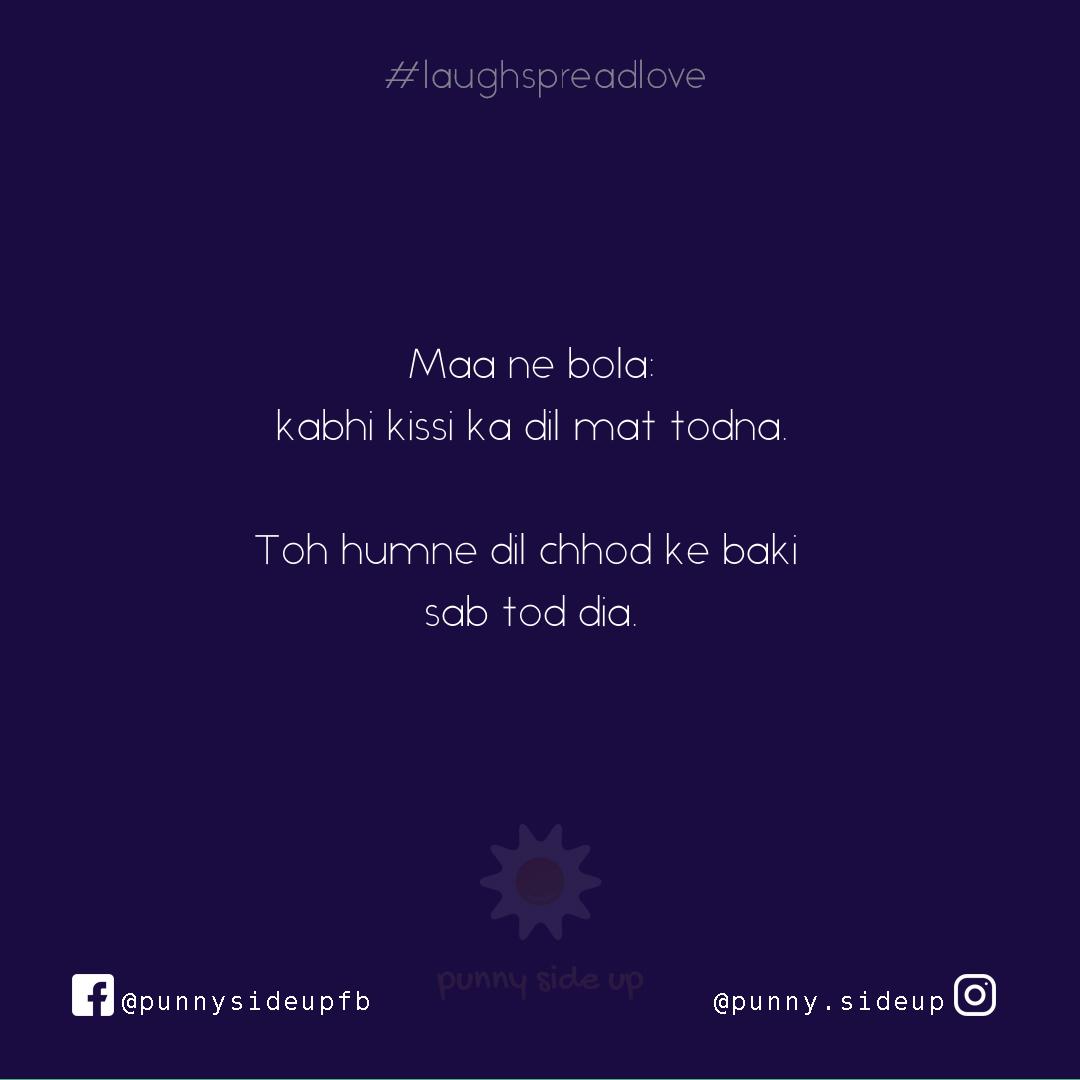 #laughspreadlove
Maa ne bola:
kabhi kissi ka dil mat todna.
Toh humne dil chhod ke baki
sab tod dia.
punny side up
@punnysideupfb
@punny.sideup